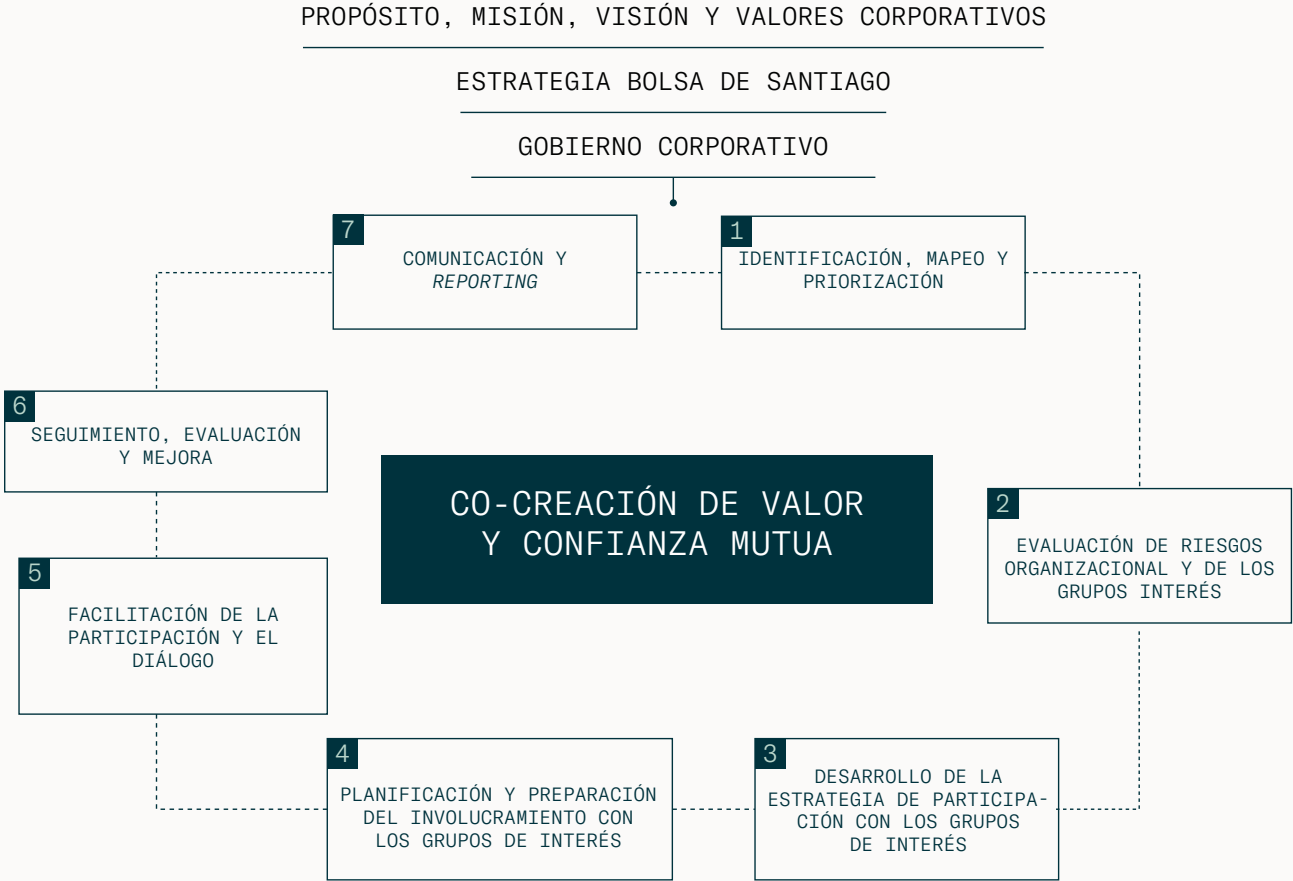 PROPÓSITO, MISIÓN, VISIÓN Y VALORES CORPORATIVOS
ESTRATEGIA BOLSA DE SANTIAGO
GOBIERNO CORPORATIVO
7
COMUNICACIÓN Y
REPORTING
1
IDENTIFICACIÓN, MAPEO Y
PRIORIZACIÓN
6
SEGUIMIENTO, EVALUACIÓN
Y MEJORA
CO-CREACIÓN DE VALOR
Y CONFIANZA MUTUA
2
EVALUACIÓN DE RIESGOS
ORGANIZACIONAL Y DE LOS
GRUPOS INTERÉS
5
FACILITACIÓN DE LA
PARTICIPACIÓN Y EL
DIÁLOGO
4
PLANIFICACIÓN Y PREPARACIÓN
DEL INVOLUCRAMIENTO CON
LOS GRUPOS DE INTERÉS
3
DESARROLLO DE LA
ESTRATEGIA DE PARTICIPA-
CIÓN CON LOS GRUPOS
DE INTERÉS